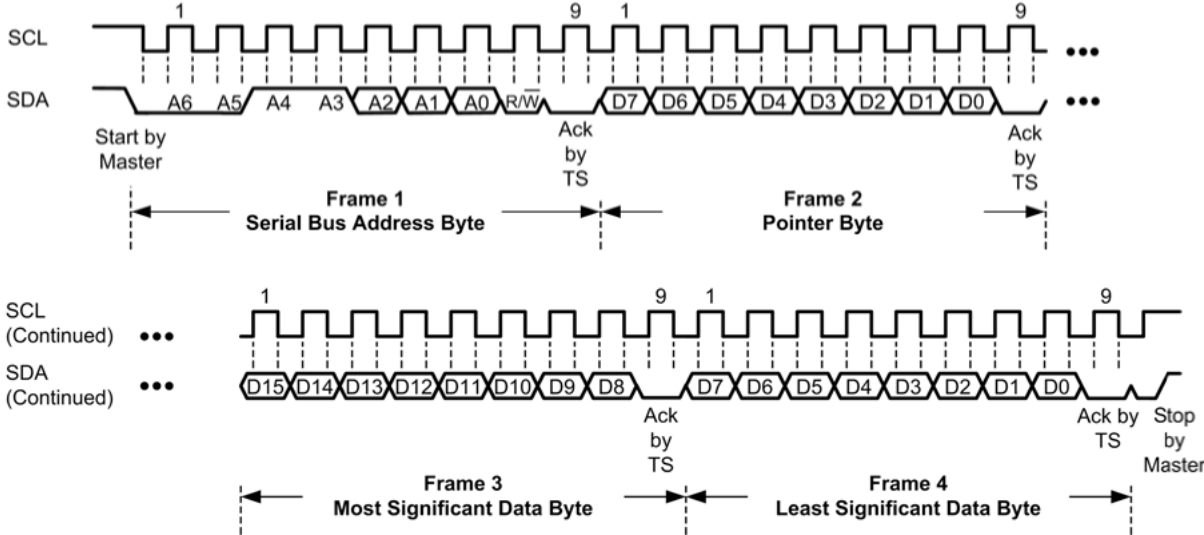 1 9 1 9
SCL
SDA A6 A5 A4 A3 A2 A1 A0 R/W D7 D6 D5 D4 D3 D2 D1 D0
Start by
Master
Ack
by
TS
Ack
by
TS
Frame 1
Serial Bus Address Byte
Frame 2
Pointer Byte
1 9 1 9
SCL
(Continued)
SDA
(Continued)
D15 D14 D13 D12 D11 D10 D9 D8 D7 D6 D5 D4 D3 D2 D1 D0
Ack
by
TS
Ack by
TS
Stop
by
Master
Frame 3
Most Significant Data Byte
Frame 4
Least Significant Data Byte